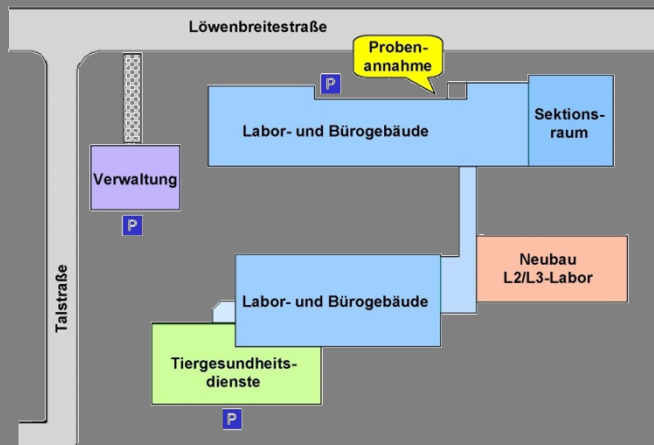 Löwenbreitestraße
Proben-
annahme
P
Labor- und Bürogebäude
Sektions-
raum
Verwaltung
P
Talstraße
Neubau
L2/L3-Labor
Labor- und Bürogebäude
Tiergesundheits-
dienste
P